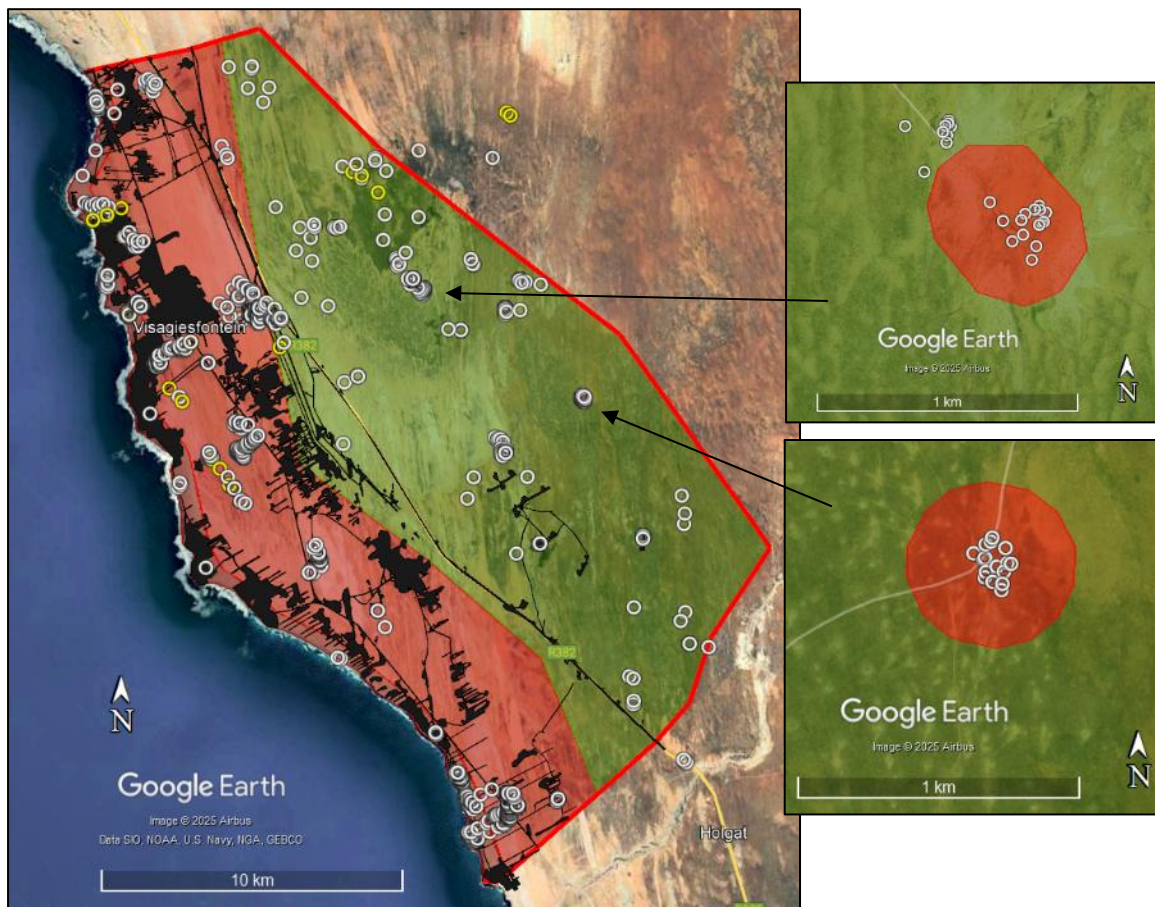 Visagiesfontein
R382
R382
N
Google Earth
Image © 2025 Airbus
Data SIO, NOAA, U.S. Navy, NGA, GEBCO
10 km
Holgat
Google Earth
Image © 2025 Airbus
N
1 km
Google Earth
Image © 2025 Airbus
N
1 km